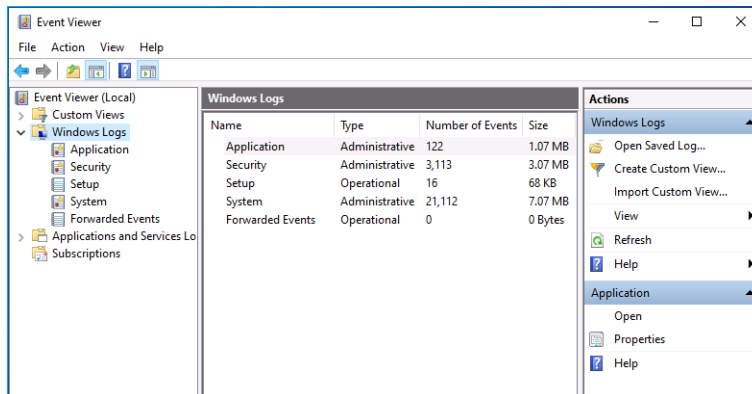 Event Viewer
File Action View Help
Event Viewer (Local)
Custom Views
Windows Logs
Application
Security
Setup
System
Forwarded Events
Applications and Services Lo
Subscriptions
Windows Logs
Name Type Number of Events Size
Application Administrative 122 1.07 MB
Security Administrative 3,113 3.07 MB
Setup Operational 16 68 KB
System Administrative 21,112 7.07 MB
Forwarded Events Operational 0 0 Bytes
Actions
Windows Logs
Open Saved Log...
Create Custom View...
Import Custom View...
View
Refresh
Help
Application
Open
Properties
Help